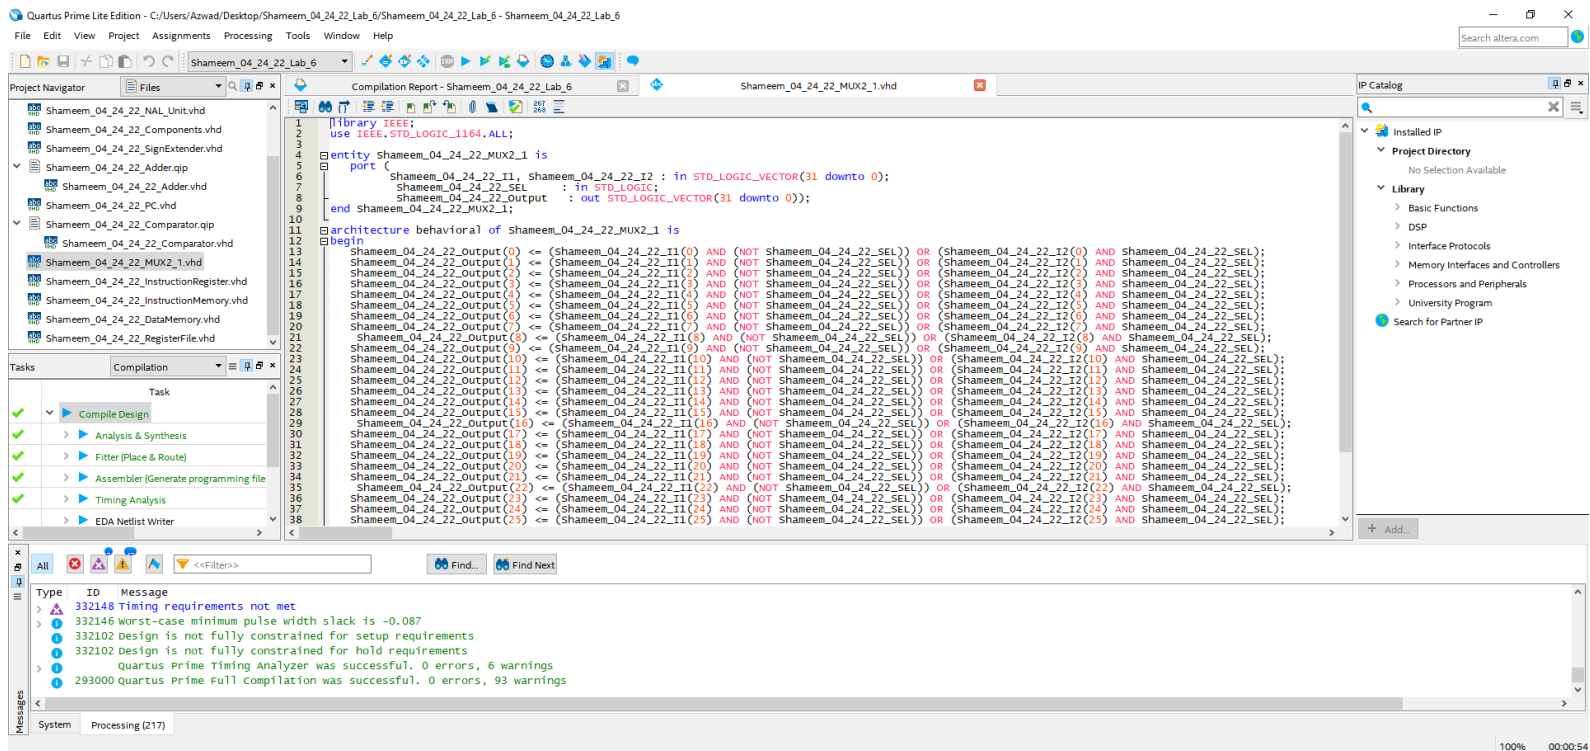 Quartus Prime Lite Edition - C:/Users/Azwad/Desktop/Shameem_04_24_22_Lab_6/Shameem_04_24_22_Lab_6 - Shameem_04_24_22_Lab_6
File Edit View Project Assignments Processing Tools Window Help
Search altera.com
Shameem_04_24_22_Lab_6
Project Navigator Files
Shameem_04_24_22_NAL_Unit.vhd
Shameem_04_24_22_Components.vhd
Shameem_04_24_22_SignExtender.vhd
Shameem_04_24_22_Adder.qip
Shameem_04_24_22_Adder.vhd
Shameem_04_24_22_PC.vhd
Shameem_04_24_22_Comparator.qip
Shameem_04_24_22_Comparator.vhd
Shameem_04_24_22_MUX2_1.vhd
Shameem_04_24_22_InstructionRegister.vhd
Shameem_04_24_22_InstructionMemory.vhd
Shameem_04_24_22_DataMemory.vhd
Shameem_04_24_22_RegisterFile.vhd
Tasks Compilation
Task
Compile Design
Analysis & Synthesis
Fitter (Place & Route)
Assembler (Generate programming file
Timing Analysis
EDA Netlist Writer
Compilation Report - Shameem_04_24_22_Lab_6 Shameem_04_24_22_MUX2_1.vhd
267
268
1 library IEEE;
2 use IEEE.STD_LOGIC_1164.ALL;
3
4 entity Shameem_04_24_22_MUX2_1 is
5 port (
6 Shameem_04_24_22_I1, Shameem_04_24_22_I2 : in STD_LOGIC_VECTOR(31 downto 0);
7 Shameem_04_24_22_SEL : in STD_LOGIC;
8 Shameem_04_24_22_Output : out STD_LOGIC_VECTOR(31 downto 0));
9 end Shameem_04_24_22_MUX2_1;
10
11 architecture behavioral of Shameem_04_24_22_MUX2_1 is
12 begin
13 Shameem_04_24_22_Output(0) <= (Shameem_04_24_22_I1(0) AND (NOT Shameem_04_24_22_SEL)) OR (Shameem_04_24_22_I2(0) AND Shameem_04_24_22_SEL);
14 Shameem_04_24_22_Output(1) <= (Shameem_04_24_22_I1(1) AND (NOT Shameem_04_24_22_SEL)) OR (Shameem_04_24_22_I2(1) AND Shameem_04_24_22_SEL);
15 Shameem_04_24_22_Output(2) <= (Shameem_04_24_22_I1(2) AND (NOT Shameem_04_24_22_SEL)) OR (Shameem_04_24_22_I2(2) AND Shameem_04_24_22_SEL);
16 Shameem_04_24_22_Output(3) <= (Shameem_04_24_22_I1(3) AND (NOT Shameem_04_24_22_SEL)) OR (Shameem_04_24_22_I2(3) AND Shameem_04_24_22_SEL);
17 Shameem_04_24_22_Output(4) <= (Shameem_04_24_22_I1(4) AND (NOT Shameem_04_24_22_SEL)) OR (Shameem_04_24_22_I2(4) AND Shameem_04_24_22_SEL);
18 Shameem_04_24_22_Output(5) <= (Shameem_04_24_22_I1(5) AND (NOT Shameem_04_24_22_SEL)) OR (Shameem_04_24_22_I2(5) AND Shameem_04_24_22_SEL);
19 Shameem_04_24_22_Output(6) <= (Shameem_04_24_22_I1(6) AND (NOT Shameem_04_24_22_SEL)) OR (Shameem_04_24_22_I2(6) AND Shameem_04_24_22_SEL);
20 Shameem_04_24_22_Output(7) <= (Shameem_04_24_22_I1(7) AND (NOT Shameem_04_24_22_SEL)) OR (Shameem_04_24_22_I2(7) AND Shameem_04_24_22_SEL);
21 Shameem_04_24_22_Output(8) <= (Shameem_04_24_22_I1(8) AND (NOT Shameem_04_24_22_SEL)) OR (Shameem_04_24_22_I2(8) AND Shameem_04_24_22_SEL);
22 Shameem_04_24_22_Output(9) <= (Shameem_04_24_22_I1(9) AND (NOT Shameem_04_24_22_SEL)) OR (Shameem_04_24_22_I2(9) AND Shameem_04_24_22_SEL);
23 Shameem_04_24_22_Output(10) <= (Shameem_04_24_22_I1(10) AND (NOT Shameem_04_24_22_SEL)) OR (Shameem_04_24_22_I2(10) AND Shameem_04_24_22_SEL);
24 Shameem_04_24_22_Output(11) <= (Shameem_04_24_22_I1(11) AND (NOT Shameem_04_24_22_SEL)) OR (Shameem_04_24_22_I2(11) AND Shameem_04_24_22_SEL);
25 Shameem_04_24_22_Output(12) <= (Shameem_04_24_22_I1(12) AND (NOT Shameem_04_24_22_SEL)) OR (Shameem_04_24_22_I2(12) AND Shameem_04_24_22_SEL);
26 Shameem_04_24_22_Output(13) <= (Shameem_04_24_22_I1(13) AND (NOT Shameem_04_24_22_SEL)) OR (Shameem_04_24_22_I2(13) AND Shameem_04_24_22_SEL);
27 Shameem_04_24_22_Output(14) <= (Shameem_04_24_22_I1(14) AND (NOT Shameem_04_24_22_SEL)) OR (Shameem_04_24_22_I2(14) AND Shameem_04_24_22_SEL);
28 Shameem_04_24_22_Output(15) <= (Shameem_04_24_22_I1(15) AND (NOT Shameem_04_24_22_SEL)) OR (Shameem_04_24_22_I2(15) AND Shameem_04_24_22_SEL);
29 Shameem_04_24_22_Output(16) <= (Shameem_04_24_22_I1(16) AND (NOT Shameem_04_24_22_SEL)) OR (Shameem_04_24_22_I2(16) AND Shameem_04_24_22_SEL);
30 Shameem_04_24_22_Output(17) <= (Shameem_04_24_22_I1(17) AND (NOT Shameem_04_24_22_SEL)) OR (Shameem_04_24_22_I2(17) AND Shameem_04_24_22_SEL);
31 Shameem_04_24_22_Output(18) <= (Shameem_04_24_22_I1(18) AND (NOT Shameem_04_24_22_SEL)) OR (Shameem_04_24_22_I2(18) AND Shameem_04_24_22_SEL);
32 Shameem_04_24_22_Output(19) <= (Shameem_04_24_22_I1(19) AND (NOT Shameem_04_24_22_SEL)) OR (Shameem_04_24_22_I2(19) AND Shameem_04_24_22_SEL);
33 Shameem_04_24_22_Output(20) <= (Shameem_04_24_22_I1(20) AND (NOT Shameem_04_24_22_SEL)) OR (Shameem_04_24_22_I2(20) AND Shameem_04_24_22_SEL);
34 Shameem_04_24_22_Output(21) <= (Shameem_04_24_22_I1(21) AND (NOT Shameem_04_24_22_SEL)) OR (Shameem_04_24_22_I2(21) AND Shameem_04_24_22_SEL);
35 Shameem_04_24_22_Output(22) <= (Shameem_04_24_22_I1(22) AND (NOT Shameem_04_24_22_SEL)) OR (Shameem_04_24_22_I2(22) AND Shameem_04_24_22_SEL);
36 Shameem_04_24_22_Output(23) <= (Shameem_04_24_22_I1(23) AND (NOT Shameem_04_24_22_SEL)) OR (Shameem_04_24_22_I2(23) AND Shameem_04_24_22_SEL);
37 Shameem_04_24_22_Output(24) <= (Shameem_04_24_22_I1(24) AND (NOT Shameem_04_24_22_SEL)) OR (Shameem_04_24_22_I2(24) AND Shameem_04_24_22_SEL);
38 Shameem_04_24_22_Output(25) <= (Shameem_04_24_22_I1(25) AND (NOT Shameem_04_24_22_SEL)) OR (Shameem_04_24_22_I2(25) AND Shameem_04_24_22_SEL);
IP Catalog
Installed IP
Project Directory
No Selection Available
Library
Basic Functions
DSP
Interface Protocols
Memory Interfaces and Controllers
Processors and Peripherals
University Program
Search for Partner IP
+ Add...
All <<Filter>> Find... Find Next
Type ID Message
332148 Timing requirements not met
332146 Worst-case minimum pulse width slack is -0.087
332102 Design is not fully constrained for setup requirements
332102 Design is not fully constrained for hold requirements
Quartus Prime Timing Analyzer was successful. 0 errors, 6 warnings
293000 Quartus Prime Full Compilation was successful. 0 errors, 93 warnings
Messages
System Processing (217)
100% 00:00:54